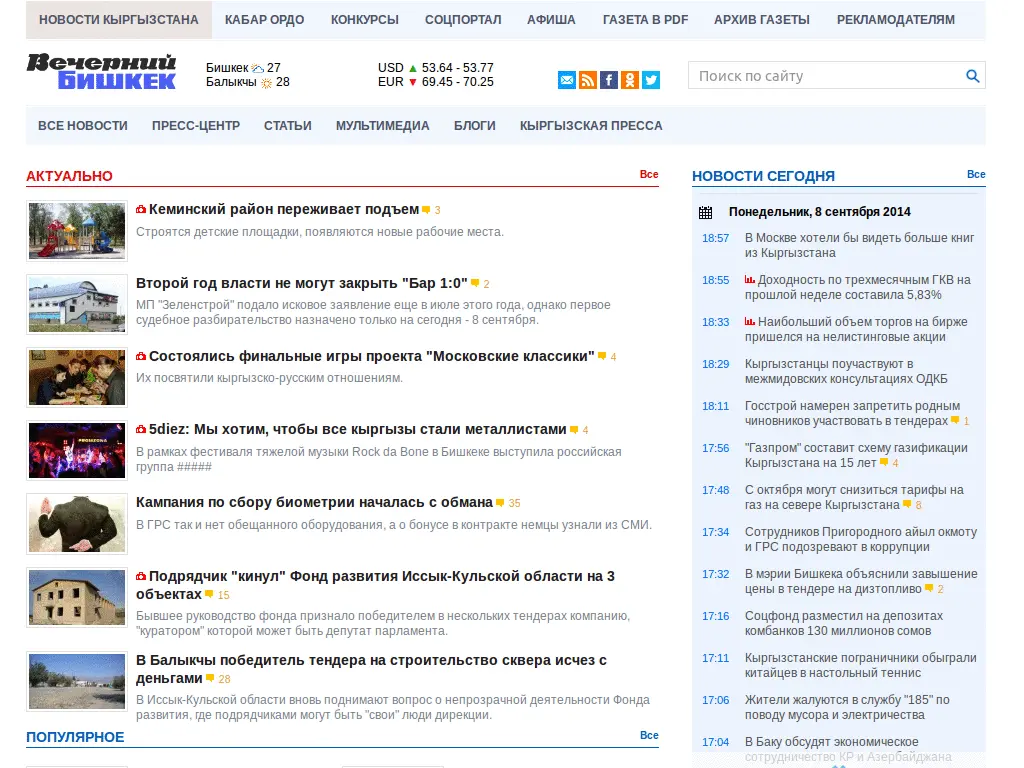 НОВОСТИ КЫРГЫЗСТАНА КАБАР ОРДО КОНКУРСЫ СОЦПОРТАЛ АФИША ГАЗЕТА В PDF АРХИВ ГАЗЕТЫ РЕКЛАМОДАТЕЛЯМ
Вечерний
БИШКЕК
Бишкек 27
Балыкчы 28
USD ▲ 53.64 - 53.77
EUR ▼ 69.45 - 70.25
Поиск по сайту
ВСЕ НОВОСТИ ПРЕСС-ЦЕНТР СТАТЬИ МУЛЬТИМЕДИА БЛОГИ КЫРГЫЗСКАЯ ПРЕССА
АКТУАЛЬНО Все
Кеминский район переживает подъем 3
Строятся детские площадки, появляются новые рабочие места.
Второй год власти не могут закрыть "Бар 1:0" 2
МП "Зеленстрой" подало исковое заявление еще в июле этого года, однако первое
судебное разбирательство назначено только на сегодня - 8 сентября.
Состоялись финальные игры проекта "Московские классики" 4
Их посвятили кыргызско-русским отношениям.
5diez: Мы хотим, чтобы все кыргызы стали металлистами 4
В рамках фестиваля тяжелой музыки Rock da Bone в Бишкеке выступила российская
группа #####
Кампания по сбору биометрии началась с обмана 35
В ГРС так и нет обещанного оборудования, а о бонусе в контракте немцы узнали из СМИ.
Подрядчик "кинул" Фонд развития Иссык-Кульской области на 3
объектах 15
Бывшее руководство фонда признало победителем в нескольких тендерах компанию,
"куратором" которой может быть депутат парламента.
В Балыкчы победитель тендера на строительство сквера исчез с
деньгами 28
В Иссык-Кульской области вновь поднимают вопрос о непрозрачной деятельности Фонда
развития, где подрядчиками могут быть "свои" люди дирекции.
ПОПУЛЯРНОЕ Все
НОВОСТИ СЕГОДНЯ Все
Понедельник, 8 сентября 2014
18:57 В Москве хотели бы видеть больше книг
из Кыргызстана
18:55 Доходность по трехмесячным ГКВ на
прошлой неделе составила 5,83%
18:33 Наибольший объем торгов на бирже
пришелся на нелистинговые акции
18:29 Кыргызстанцы поучаствуют в
межмидовских консультациях ОДКБ
18:11 Госстрой намерен запретить родным
чиновников участвовать в тендерах 1
17:56 "Газпром" составит схему газификации
Кыргызстана на 15 лет 4
17:48 С октября могут снизиться тарифы на
газ на севере Кыргызстана 8
17:34 Сотрудников Пригородного айыл окмоту
и ГРС подозревают в коррупции
17:32 В мэрии Бишкека объяснили завышение
цены в тендере на дизтопливо 2
17:16 Соцфонд разместил на депозитах
комбанков 130 миллионов сомов
17:11 Кыргызстанские пограничники обыграли
китайцев в настольный теннис
17:06 Жители жалуются в службу "185" по
поводу мусора и электричества
17:04 В Баку обсудят экономическое
сотрудничество КР и Азербайджана